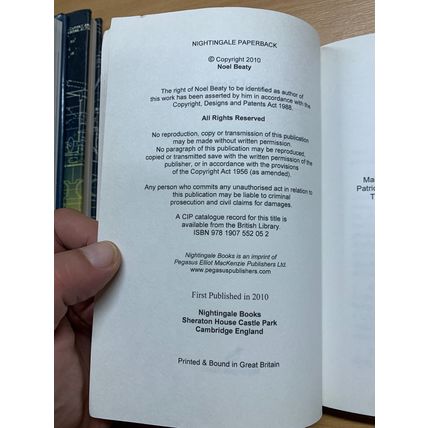 NIGHTINGALE PAPERBACK
© Copyright 2010
Noel Beaty
The right of Noel Beaty to be identified as author of
this work has been asserted by him in accordance with the
Copyright, Designs and Patents Act 1988.
All Rights Reserved
No reproduction, copy or transmission of this publication
may be made without written permission.
No paragraph of this publication may be reproduced,
copied or transmitted save with the written permission of the
publisher, or in accordance with the provisions
of the Copyright Act 1956 (as amended).
Any person who commits any unauthorised act in relation to
this publication may be liable to criminal
prosecution and civil claims for damages.
A CIP catalogue record for this title is
available from the British Library.
ISBN 978 1907 552 05 2
Nightingale Books is an imprint of
Pegasus Elliot MacKenzie Publishers Ltd.
www.pegasuspublishers.com
First Published in 2010
Nightingale Books
Sheraton House Castle Park
Cambridge England
Printed & Bound in Great Britain
Ma
Patric
T